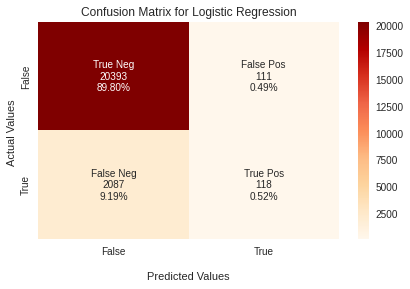 Confusion Matrix for Logistic Regression
True Neg
20393
89.80%
False Pos
111
0.49%
False Neg
2087
9.19%
True Pos
118
0.52%
Actual Values
False
True
False
True
Predicted Values
20000
17500
15000
12500
10000
7500
5000
2500